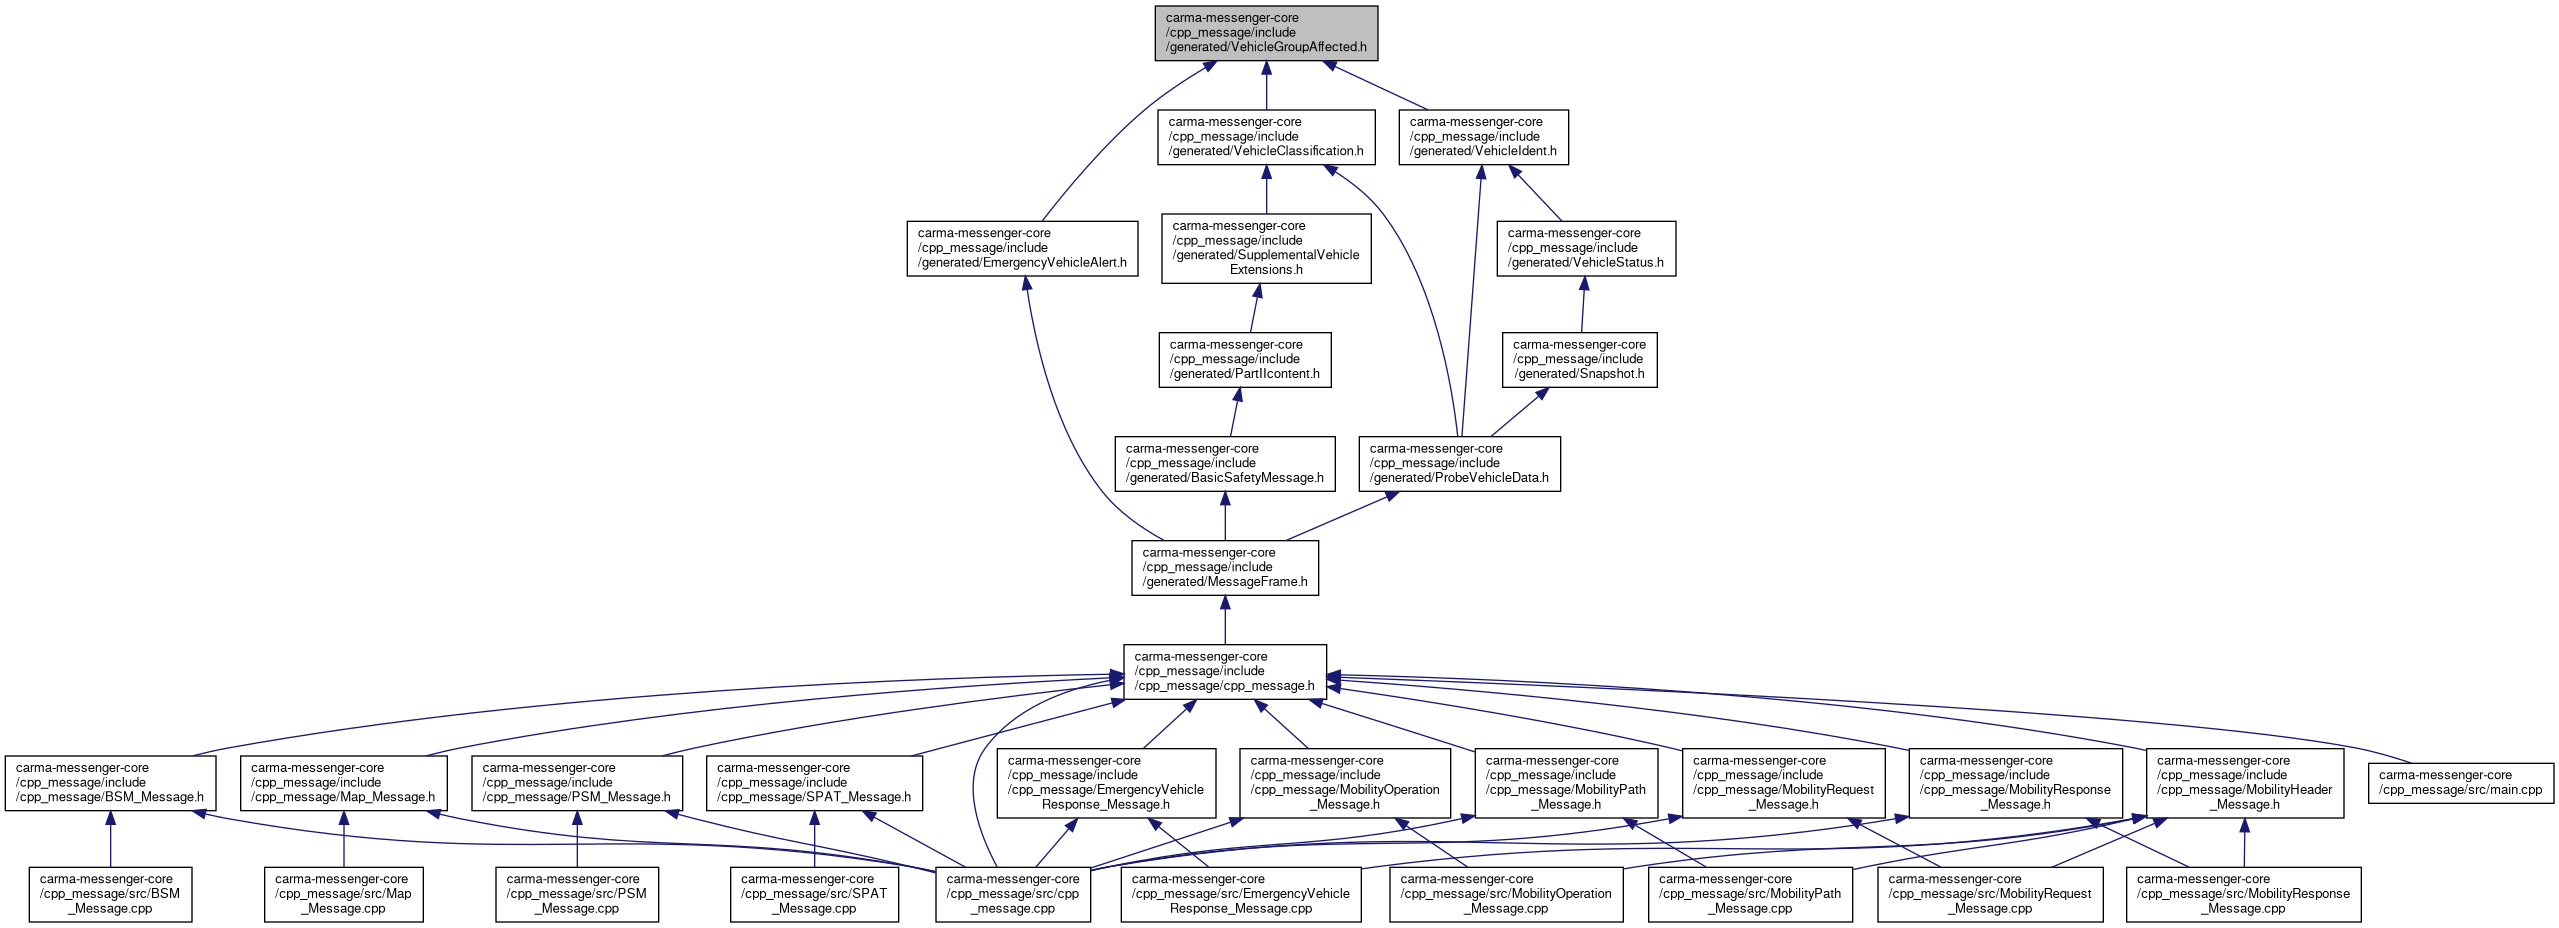 carma-messenger-core
/cpp_message/include
/generated/VehicleGroupAffected.h
carma-messenger-core
/cpp_message/include
/generated/VehicleClassification.h
carma-messenger-core
/cpp_message/include
/generated/VehicleIdent.h
carma-messenger-core
/cpp_message/include
/generated/EmergencyVehicleAlert.h
carma-messenger-core
/cpp_message/include
/generated/SupplementalVehicle
Extensions.h
carma-messenger-core
/cpp_message/include
/generated/VehicleStatus.h
carma-messenger-core
/cpp_message/include
/generated/PartIIcontent.h
carma-messenger-core
/cpp_message/include
/generated/Snapshot.h
carma-messenger-core
/cpp_message/include
/generated/BasicSafetyMessage.h
carma-messenger-core
/cpp_message/include
/generated/ProbeVehicleData.h
carma-messenger-core
/cpp_message/include
/generated/MessageFrame.h
carma-messenger-core
/cpp_message/include
/cpp_message/cpp_message.h
carma-messenger-core
/cpp_message/include
/cpp_message/BSM_Message.h
carma-messenger-core
/cpp_message/include
/cpp_message/Map_Message.h
carma-messenger-core
/cpp_message/include
/cpp_message/PSM_Message.h
carma-messenger-core
/cpp_message/include
/cpp_message/SPAT_Message.h
carma-messenger-core
/cpp_message/include
/cpp_message/EmergencyVehicle
Response_Message.h
carma-messenger-core
/cpp_message/include
/cpp_message/MobilityOperation
_Message.h
carma-messenger-core
/cpp_message/include
/cpp_message/MobilityPath
_Message.h
carma-messenger-core
/cpp_message/include
/cpp_message/MobilityRequest
_Message.h
carma-messenger-core
/cpp_message/include
/cpp_message/MobilityResponse
_Message.h
carma-messenger-core
/cpp_message/include
/cpp_message/MobilityHeader
_Message.h
carma-messenger-core
/cpp_message/src/main.cpp
carma-messenger-core
/cpp_message/src/BSM
_Message.cpp
carma-messenger-core
/cpp_message/src/Map
_Message.cpp
carma-messenger-core
/cpp_message/src/PSM
_Message.cpp
carma-messenger-core
/cpp_message/src/SPAT
_Message.cpp
carma-messenger-core
/cpp_message/src/cpp
_message.cpp
carma-messenger-core
/cpp_message/src/EmergencyVehicle
Response_Message.cpp
carma-messenger-core
/cpp_message/src/MobilityOperation
_Message.cpp
carma-messenger-core
/cpp_message/src/MobilityPath
_Message.cpp
carma-messenger-core
/cpp_message/src/MobilityRequest
_Message.cpp
carma-messenger-core
/cpp_message/src/MobilityResponse
_Message.cpp